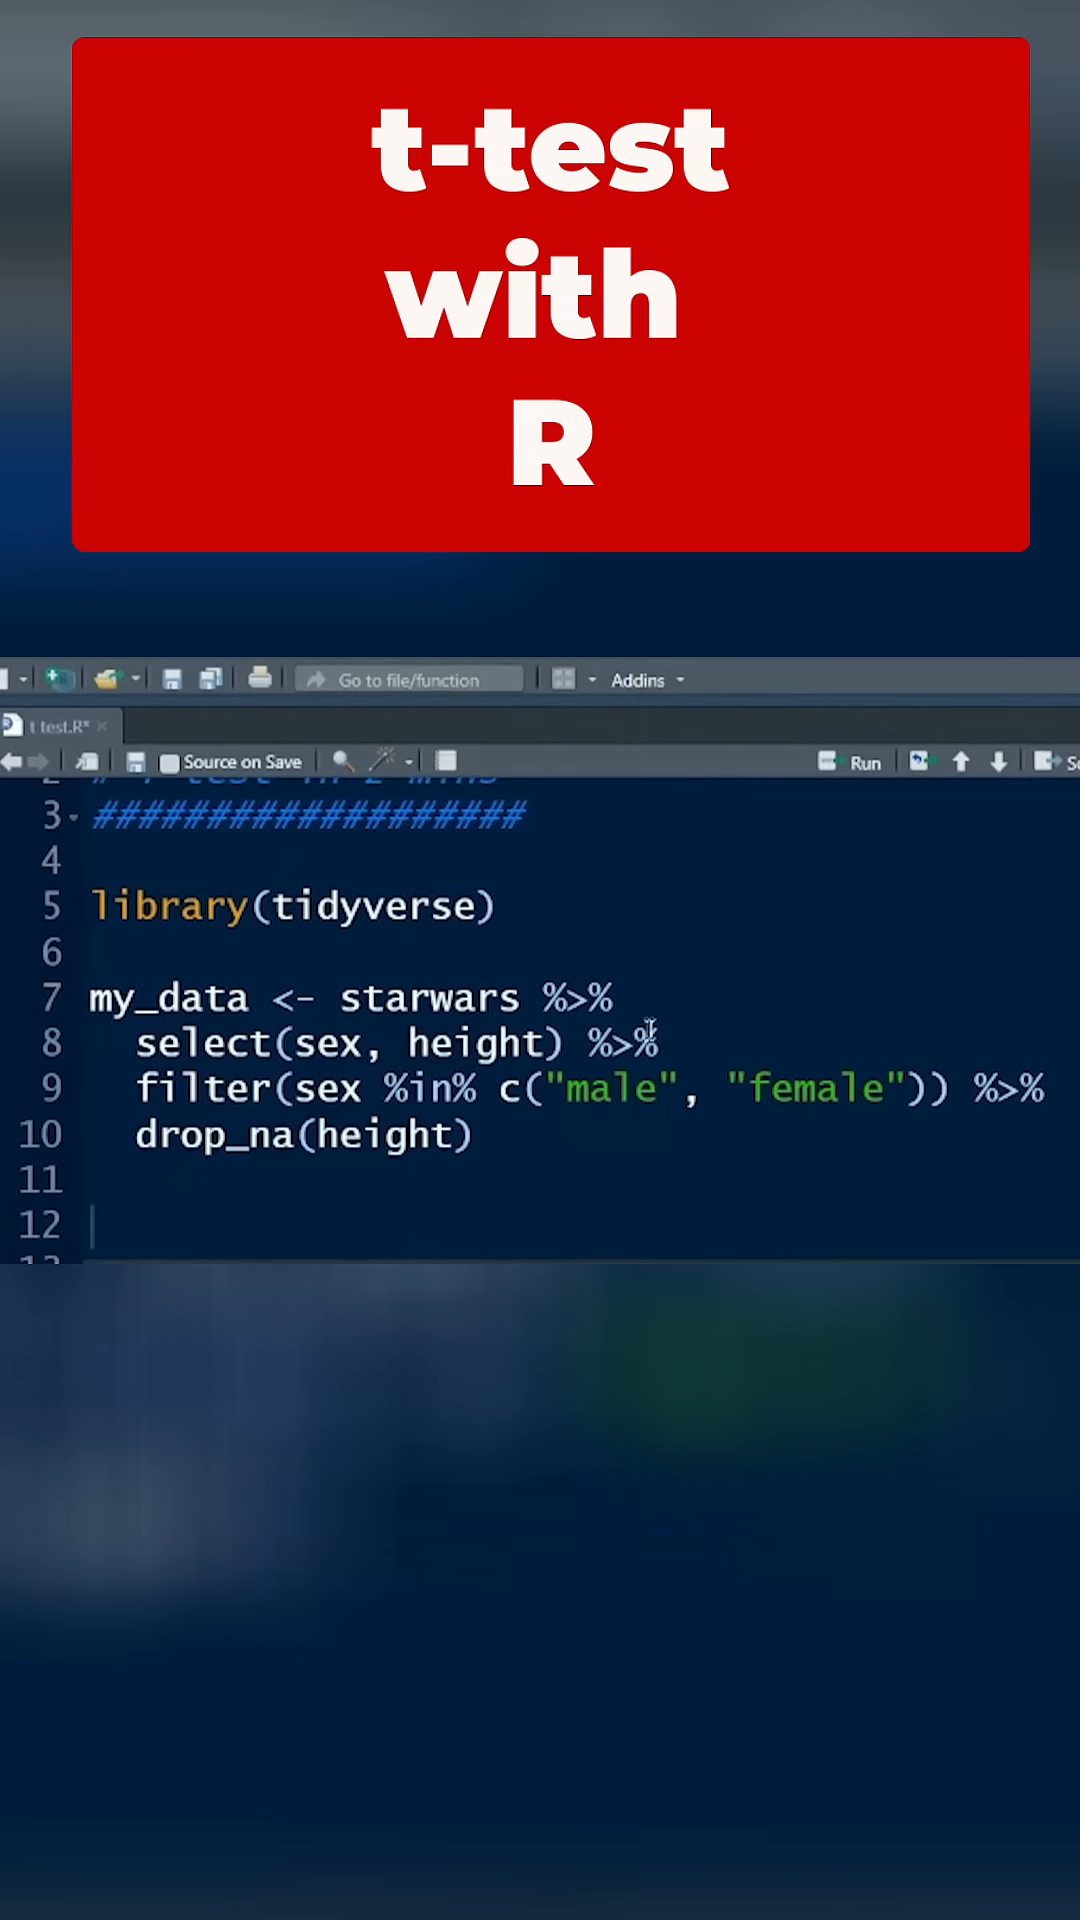 t-test
with
R
Go to file/function
Addins
t test.R*
Source on Save
Run
3 ###################
4
5 library(tidyverse)
6
7 my_data <- starwars %>%
8 select(sex, height) %>%
9 filter(sex %in% c("male", "female")) %>%
10 drop_na(height)
11
12